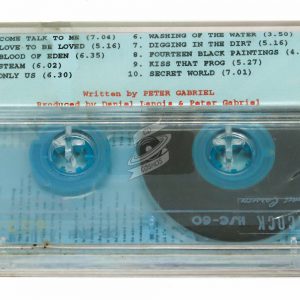 COME TALK TO ME (7.04)
LOVE TO BE LOVED (5.16)
BLOOD OF EDEN (6.35)
STEAM (6.02)
ONLY US (6.30)
6. WASHING OF THE WATER (3.50)
7. DIGGING IN THE DIRT (5.16)
8. FOURTEEN BLACK PAINTINGS (4.
9. KISS THAT FROG (5.27)
10. SECRET WORLD (7.01)
Written by PETER GABRIEL
Produced by Daniel Lanois & Peter Gabriel